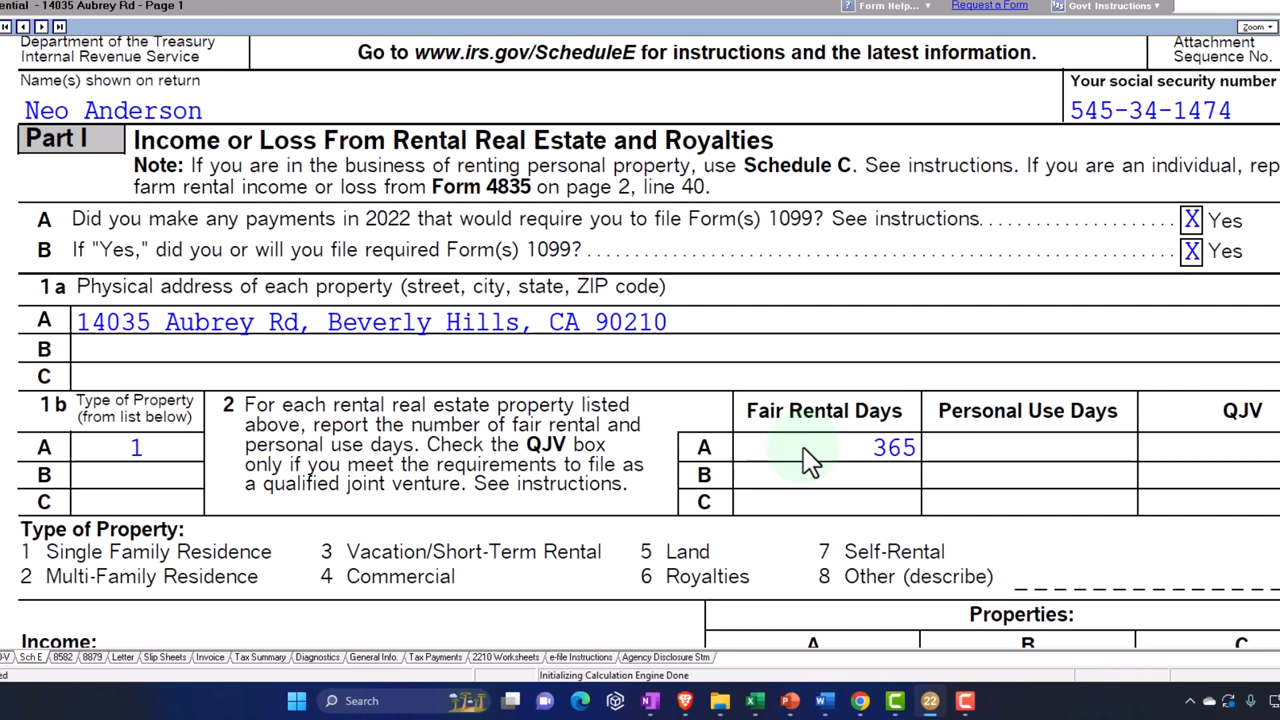 ential - 14035 Aubrey Rd - Page 1
Form Help... Request a Form Govt Instructions
Zoom
Department of the Treasury
Internal Revenue Service
Go to www.irs.gov/ScheduleE for instructions and the latest information.
Attachment
Sequence No.
Name(s) shown on return
Your social security number
Neo Anderson
545-34-1474
Part I Income or Loss From Rental Real Estate and Royalties
Note: If you are in the business of renting personal property, use Schedule C. See instructions. If you are an individual, rep
farm rental income or loss from Form 4835 on page 2, line 40.
A Did you make any payments in 2022 that would require you to file Form(s) 1099? See instructions. X Yes
B If "Yes," did you or will you file required Form(s) 1099? X Yes
1a Physical address of each property (street, city, state, ZIP code)
A 14035 Aubrey Rd, Beverly Hills, CA 90210
B
C
1b Type of Property
(from list below)
2 For each rental real estate property listed
above, report the number of fair rental and
personal use days. Check the QJV box
only if you meet the requirements to file as
a qualified joint venture. See instructions.
Fair Rental Days Personal Use Days QJV
A 1 A 365
B B
C C
Type of Property:
1 Single Family Residence 3 Vacation/Short-Term Rental 5 Land 7 Self-Rental
2 Multi-Family Residence 4 Commercial 6 Royalties 8 Other (describe)
Properties:
Income: A B C
0-V Sch E 8582 8879 Letter Slip Sheets Invoice Tax Summary Diagnostics General Info. Tax Payments 2210 Worksheets e-file Instructions Agency Disclosure Stm
ed Initializing Calculation Engine Done
Search 22